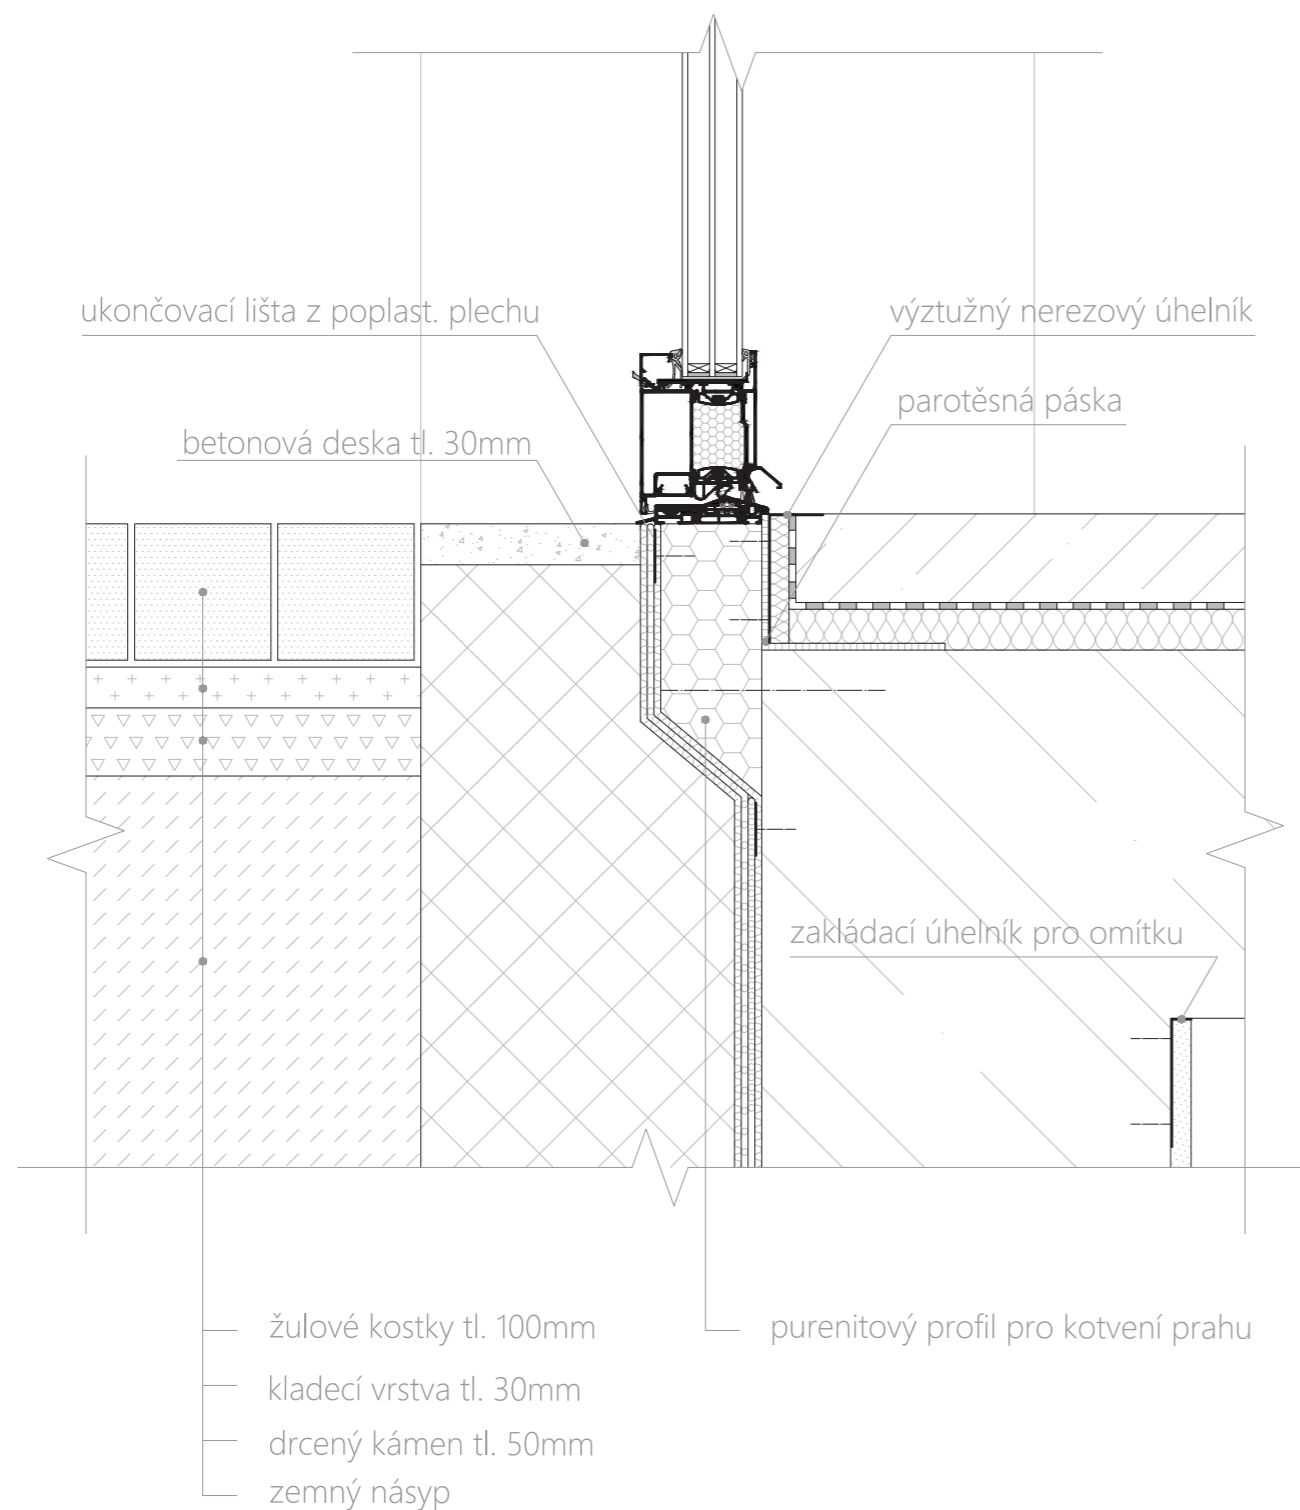 ukončovací lišta z poplast. plechu
výztužný nerezový úhelník
parotěsná páska
betonová deska tl. 30mm
zakládací úhelník pro omítku
žulové kostky tl. 100mm
purenitový profil pro kotvení prahu
kladecí vrstva tl. 30mm
drcený kámen tl. 50mm
zemný násyp